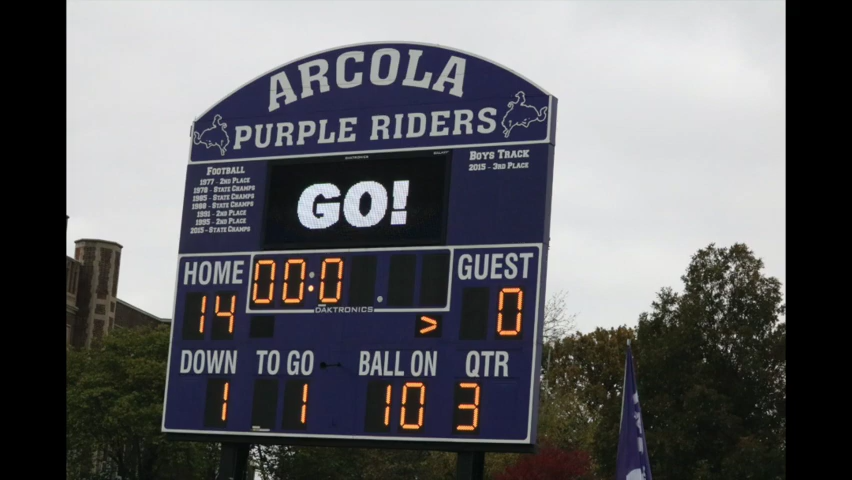 ARCOLA
PURPLE RIDERS
DAKTRONICS
FOOTBALL
1977 - 2ND PLACE
1978 - STATE CHAMPS
1985 - STATE CHAMPS
1988 - STATE CHAMPS
1991 - 2ND PLACE
1995 - 2ND PLACE
2015 - STATE CHAMPS
BOYS TRACK
2015 - 3RD PLACE
GO!
HOME 00:0 GUEST
DAKTRONICS
14 > 0
DOWN TO GO BALL ON QTR
1 1 10 3